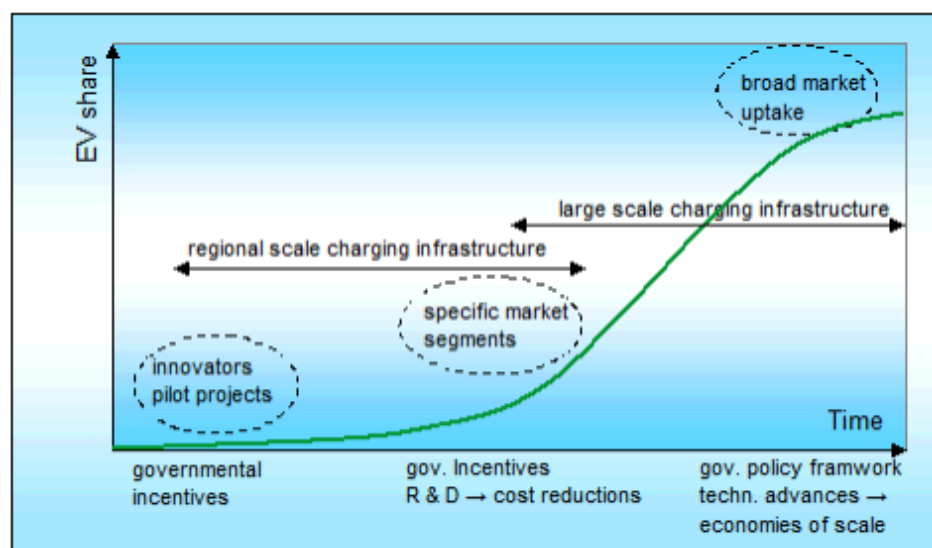 EV share
broad market
uptake
large scale charging infrastructure
regional scale charging infrastructure
specific market
segments
innovators
pilot projects
Time
governmental
incentives
gov. Incentives
R & D → cost reductions
gov. policy framwork
techn. advances →
economies of scale